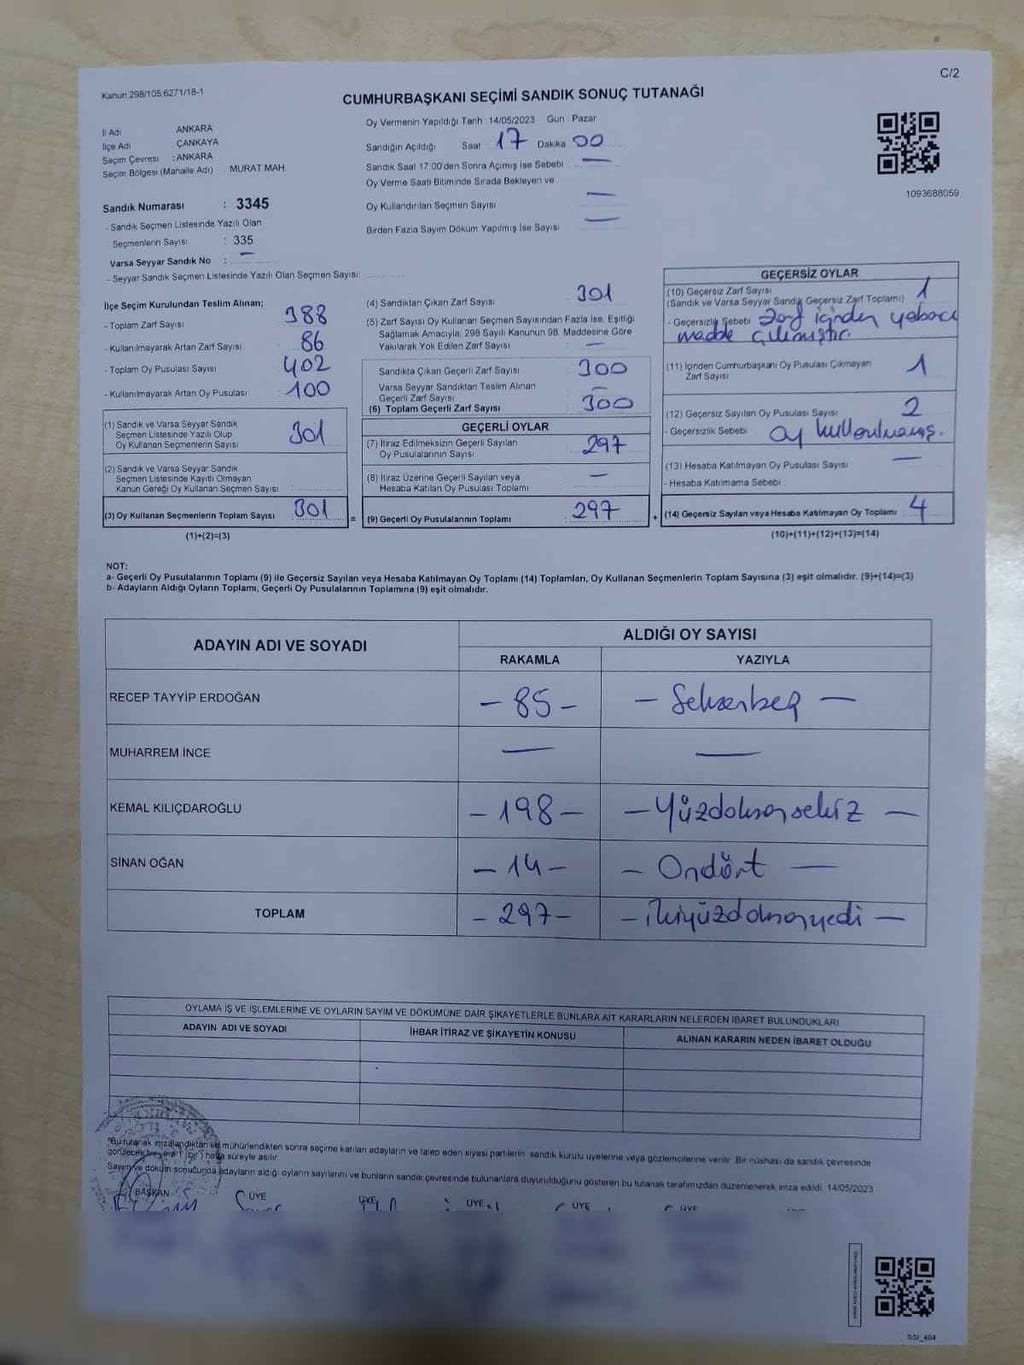 C/2
Kanun 298/105,6271/18-1
CUMHURBAŞKANI SEÇİMİ SANDIK SONUÇ TUTANAĞI
İl Adı ANKARA
İlçe Adı ÇANKAYA
Seçim Çevresi : ANKARA
Seçim Bölgesi (Mahalle Adı) MURAT MAH
Oy Vermenin Yapıldığı Tarih 14/05/2023 Gün Pazar
Sandığın Açıldığı Saat 17 Dakika 00
Sandık Saat 17:00'den Sonra Açımış İse Sebebi —
Oy Verme Saati Bitiminde Sırada Bekleyen ve
Oy Kullandırılan Seçmen Sayısı —
Birden Fazla Sayım Döküm Yapılmış İse Sayısı —
1093688059
Sandık Numarası : 3345
- Sandık Seçmen Listesinde Yazılı Olan
Seçmenlerin Sayısı : 335
Varsa Seyyar Sandık No : —
- Seyyar Sandık Seçmen Listesinde Yazılı Olan Seçmen Sayısı:
İlçe Seçim Kurulundan Teslim Alınan;
- Toplam Zarf Sayısı 388
- Kullanılmayarak Artan Zarf Sayısı 86
- Toplam Oy Pusulası Sayısı 402
- Kullanılmayarak Artan Oy Pusulası 100
(1) Sandık ve Varsa Seyyar Sandık
Seçmen Listesinde Yazılı Olup
Oy Kullanan Seçmenlerin Sayısı 301
(2) Sandık ve Varsa Seyyar Sandık
Seçmen Listesinde Kayıtlı Olmayan
Kanun Gereği Oy Kullanan Seçmen Sayısı
(3) Oy Kullanan Seçmenlerin Toplam Sayısı 301
(1)+(2)=(3)
(4) Sandıktan Çıkan Zarf Sayısı 301
(5) Zarf Sayısı Oy Kullanan Seçmen Sayısından Fazla İse, Eşitliği
Sağlamak Amacıyla, 298 Sayılı Kanunun 98. Maddesine Göre
Yakılarak Yok Edilen Zarf Sayısı —
Sandıkta Çıkan Geçerli Zarf Sayısı 300
Varsa Seyyar Sandıktan Teslim Alınan
Geçerli Zarf Sayısı —
(6) Toplam Geçerli Zarf Sayısı 300
GEÇERLİ OYLAR
(7) İtiraz Edilmeksizin Geçerli Sayılan
Oy Pusulalarının Sayısı 297
(8) İtiraz Üzerine Geçerli Sayılan veya
Hesaba Katılan Oy Pusulası Toplamı —
= (9) Geçerli Oy Pusulalarının Toplamı 297 +
GEÇERSİZ OYLAR
(10) Geçersiz Zarf Sayısı
(Sandık ve Varsa Seyyar Sandık Geçersiz Zarf Toplamı) 1
- Geçersizlik Sebebi Zarf içinden yabacı
madde çıkmıştır.
(11) İçinden Cumhurbaşkanı Oy Pusulası Çıkmayan
Zarf Sayısı 1
(12) Geçersiz Sayılan Oy Pusulası Sayısı 2
- Geçersizlik Sebebi Oy kullanılmamış.
(13) Hesaba Katılmayan Oy Pusulası Sayısı —
- Hesaba Katılmama Sebebi
(14) Geçersiz Sayılan veya Hesaba Katılmayan Oy Toplamı 4
(10)+(11)+(12)+(13)=(14)
NOT:
a- Geçerli Oy Pusulalarının Toplamı (9) ile Geçersiz Sayılan veya Hesaba Katılmayan Oy Toplamı (14) Toplamları, Oy Kullanan Seçmenlerin Toplam Sayısına (3) eşit olmalıdır. (9)+(14)=(3)
b- Adayların Aldığı Oyların Toplamı, Geçerli Oy Pusulalarının Toplamına (9) eşit olmalıdır.
ADAYIN ADI VE SOYADI
ALDIĞI OY SAYISI
RAKAMLA YAZIYLA
RECEP TAYYİP ERDOĞAN - 85 - - Seksenbeş -
MUHARREM İNCE — —
KEMAL KILIÇDAROĞLU - 198 - - Yüzdoksansekiz -
SİNAN OĞAN - 14 - - Ondört -
TOPLAM - 297 - - ikiyüzdoksanyedi -
OYLAMA İŞ VE İŞLEMLERİNE VE OYLARIN SAYIM VE DÖKÜMÜNE DAİR ŞİKAYETLERLE BUNLARA AİT KARARLARIN NELERDEN İBARET BULUNDUKLARI
ADAYIN ADI VE SOYADI İHBAR İTİRAZ VE ŞİKAYETİN KONUSU ALINAN KARARIN NEDEN İBARET OLDUĞU
*Bu tutanak imzalandıktan ve mühürlendikten sonra seçime katılan adayların ve talep eden siyasi partilerin sandık kurulu üyelerine veya gözlemcilerine verilir. Bir nüshası da sandık çevresinde
görülecek bir yere 1 (bir) hafta süreyle asılır.
Sayım ve döküm sonuçunda adayların aldığı oyların sayılarını ve bunların sandık çevresinde bulunanlara duyurulduğunu gösteren bu tutanak tarafımızdan düzenlenerek imza edildi. 14/05/2023
BAŞKAN ÜYE ÜYE ÜYE ÜYE ÜYE
SSI_404